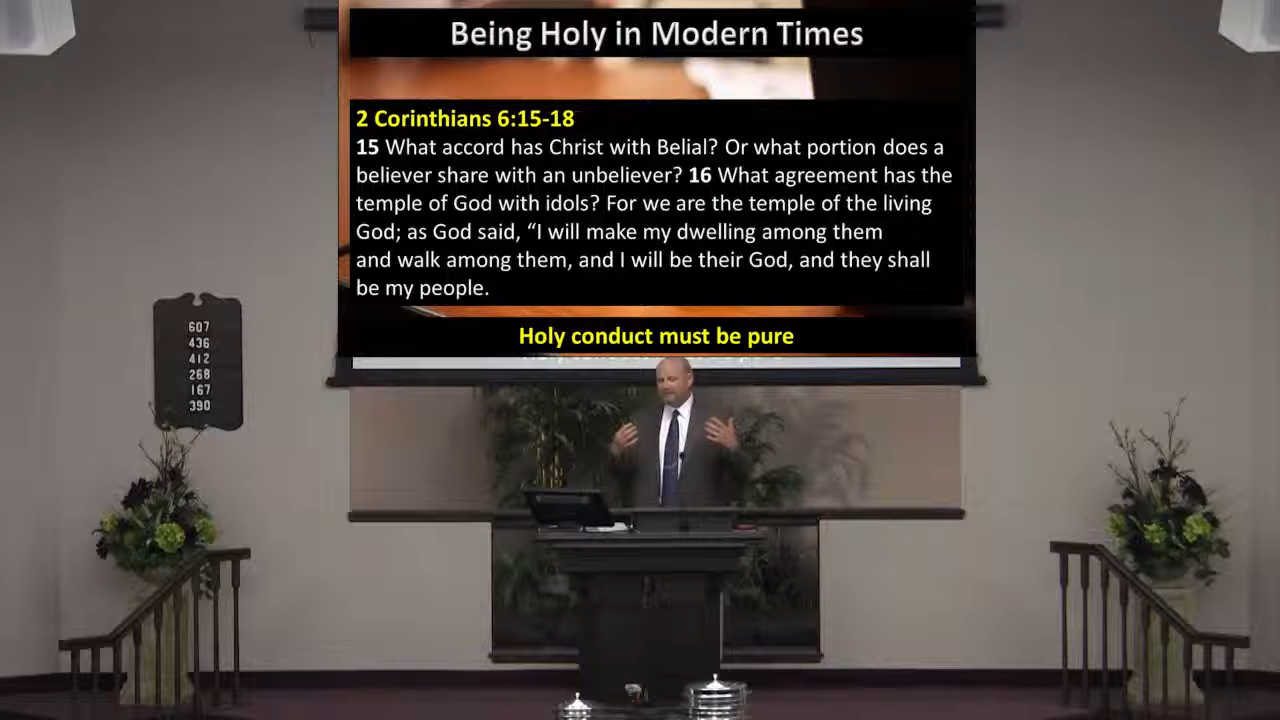 Being Holy in Modern Times
2 Corinthians 6:15-18
15 What accord has Christ with Belial? Or what portion does a
believer share with an unbeliever? 16 What agreement has the
temple of God with idols? For we are the temple of the living
God; as God said, “I will make my dwelling among them
and walk among them, and I will be their God, and they shall
be my people.
Holy conduct must be pure
607
436
412
268
167
390